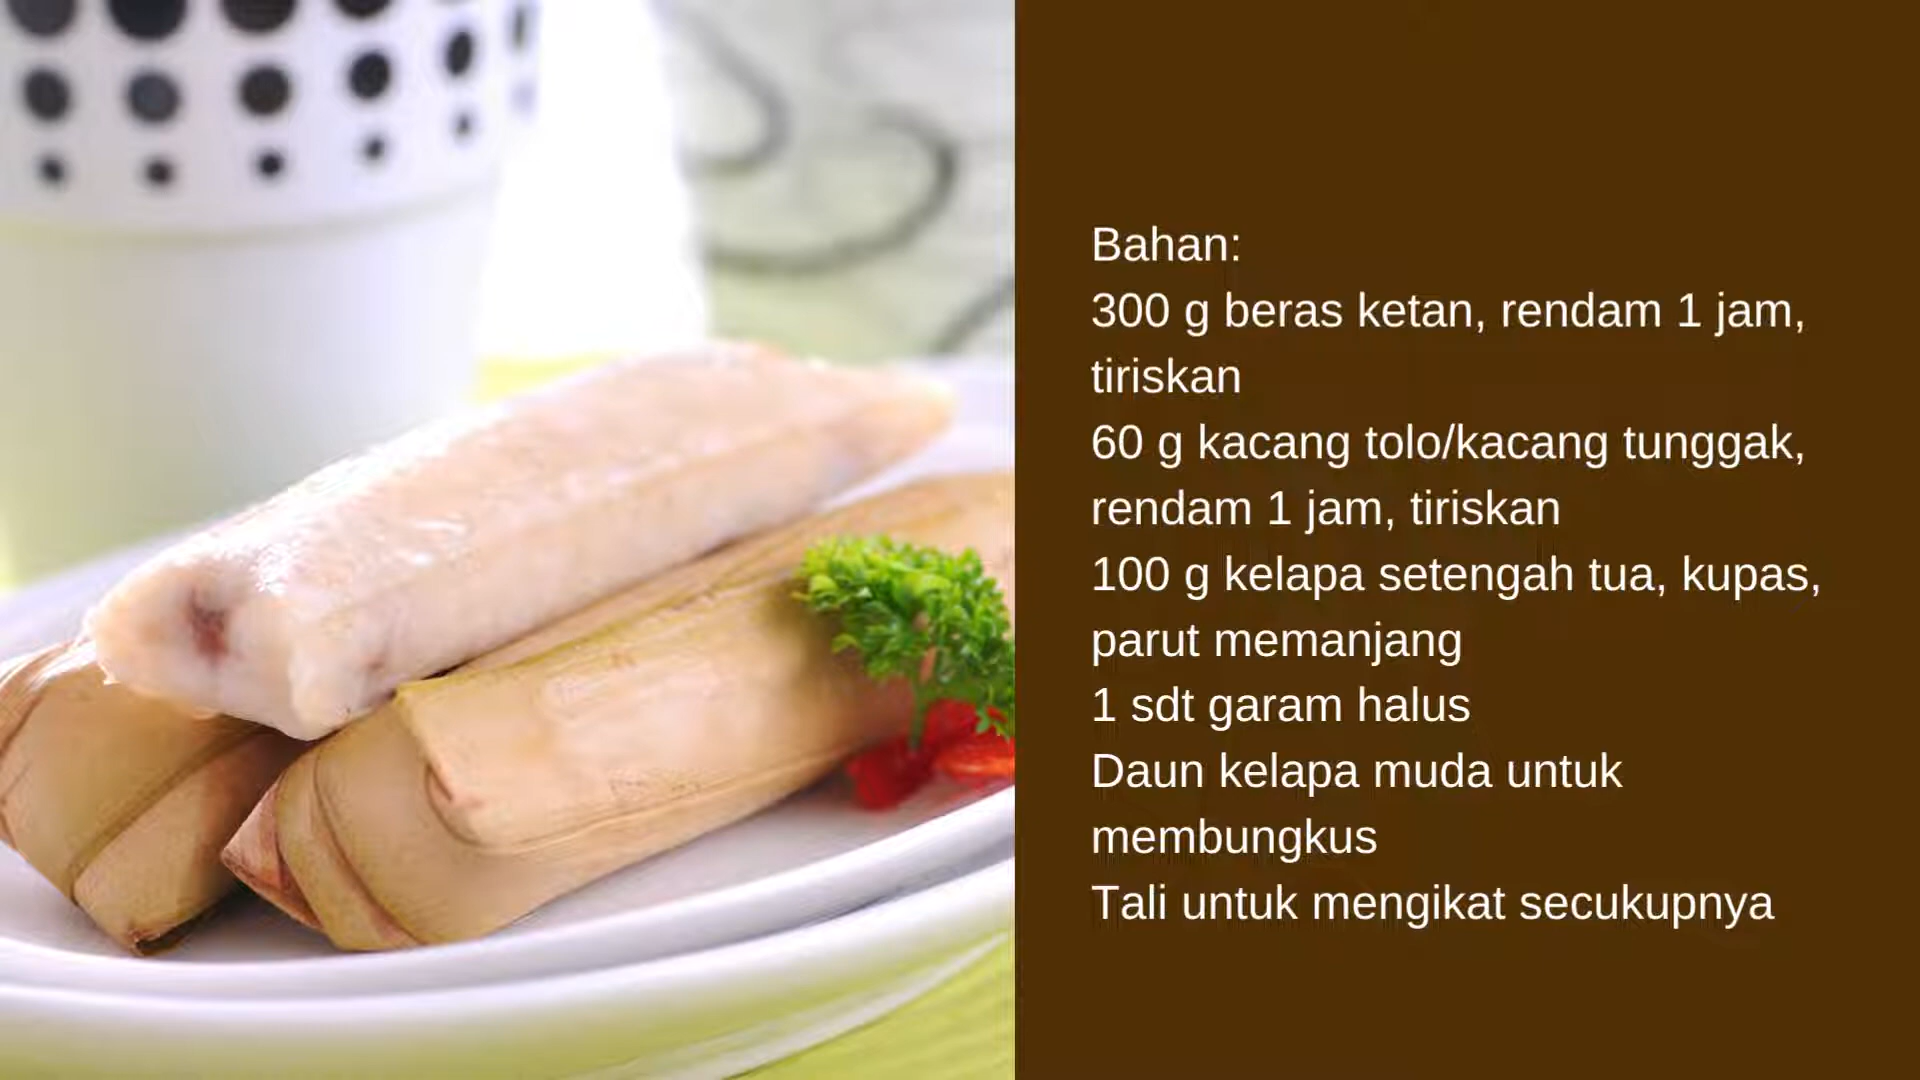 Bahan:
300 g beras ketan, rendam 1 jam,
tiriskan
60 g kacang tolo/kacang tunggak,
rendam 1 jam, tiriskan
100 g kelapa setengah tua, kupas,
parut memanjang
1 sdt garam halus
Daun kelapa muda untuk
membungkus
Tali untuk mengikat secukupnya